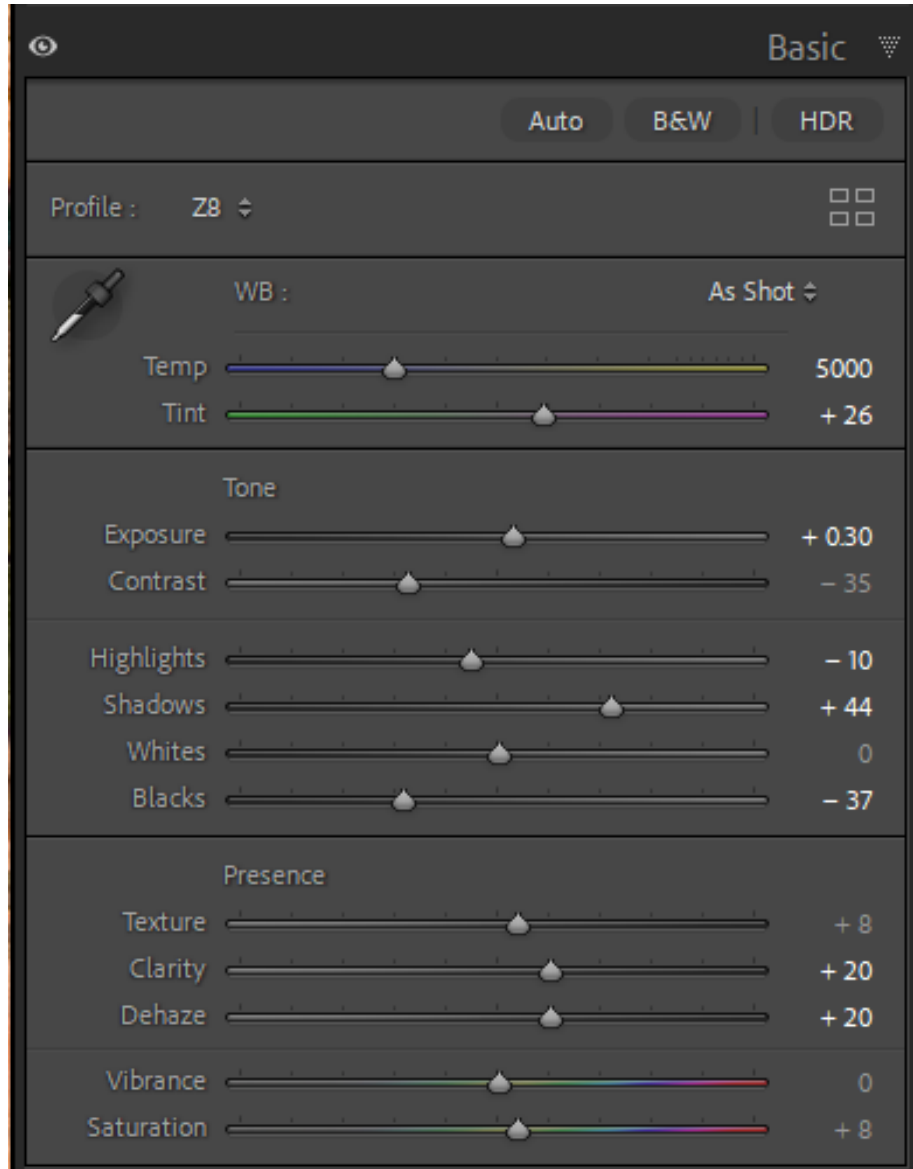 Basic
Auto B&W HDR
Profile : Z8
WB : As Shot
Temp 5000
Tint + 26
Tone
Exposure + 0.30
Contrast – 35
Highlights – 10
Shadows + 44
Whites 0
Blacks – 37
Presence
Texture + 8
Clarity + 20
Dehaze + 20
Vibrance 0
Saturation + 8